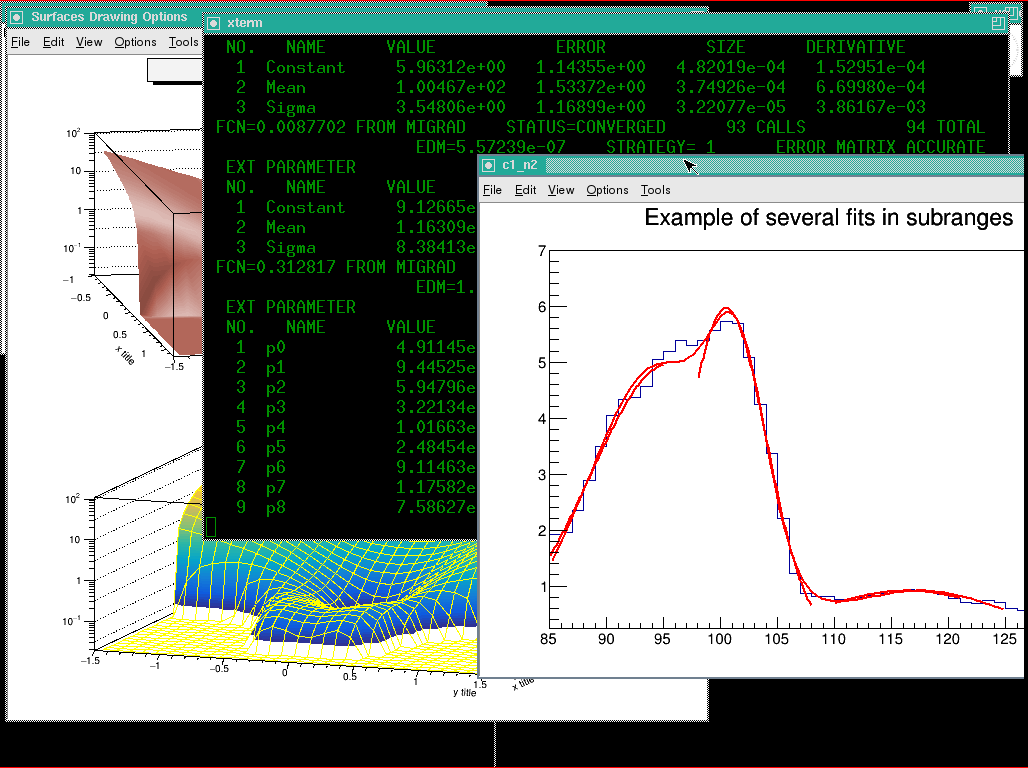 Surfaces Drawing Options
File Edit View Options Tools
10²
10
1
10⁻¹
−1
−0.5
0
0.5
1
x title
−1.5
10²
10
1
10⁻¹
−1.5
−1
−0.5
0
0.5
1
1.5
y title
x title
xterm
NO. NAME VALUE ERROR SIZE DERIVATIVE
1 Constant 5.96312e+00 1.14355e+00 4.82019e-04 1.52951e-04
2 Mean 1.00467e+02 1.53372e+00 3.74926e-04 6.69980e-04
3 Sigma 3.54806e+00 1.16899e+00 3.22077e-05 3.86167e-03
FCN=0.0087702 FROM MIGRAD STATUS=CONVERGED 93 CALLS 94 TOTAL
EDM=5.57239e-07 STRATEGY= 1 ERROR MATRIX ACCURATE
EXT PARAMETER
NO. NAME VALUE
1 Constant 9.12665e
2 Mean 1.16309e
3 Sigma 8.38413e
FCN=0.312817 FROM MIGRAD
EDM=1.
EXT PARAMETER
NO. NAME VALUE
1 p0 4.91145e
2 p1 9.44525e
3 p2 5.94796e
4 p3 3.22134e
5 p4 1.01663e
6 p5 2.48454e
7 p6 9.11463e
8 p7 1.17582e
9 p8 7.58627e
c1_n2
File Edit View Options Tools
Example of several fits in subranges
7
6
5
4
3
2
1
85 90 95 100 105 110 115 120 125